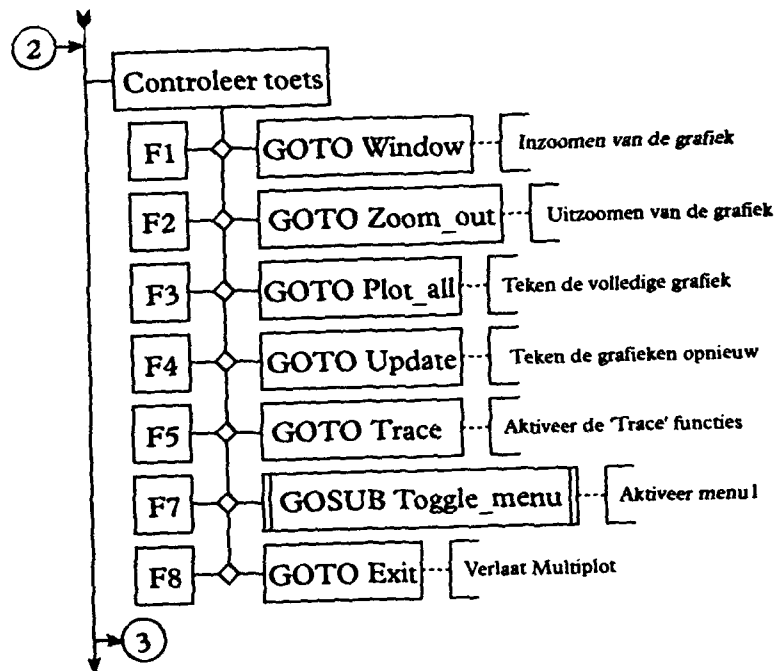 2
Controleer toets
F1 GOTO Window Inzoomen van de grafiek
F2 GOTO Zoom_out Uitzoomen van de grafiek
F3 GOTO Plot_all Teken de volledige grafiek
F4 GOTO Update Teken de grafieken opnieuw
F5 GOTO Trace Aktiveer de 'Trace' functies
F7 GOSUB Toggle_menu Aktiveer menu1
F8 GOTO Exit Verlaat Multiplot
3